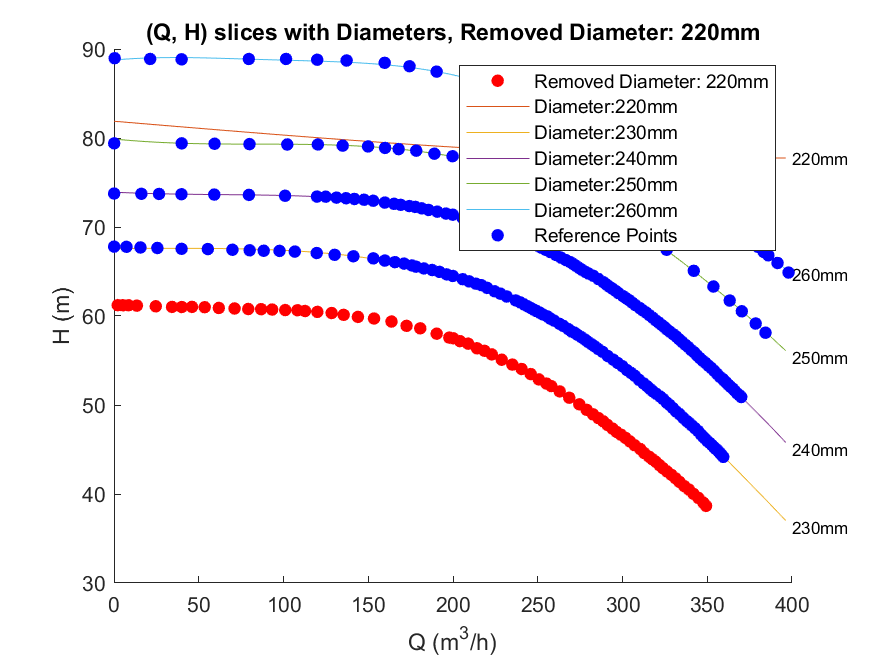 (Q, H) slices with Diameters, Removed Diameter: 220mm
90
80
70
60
50
40
30
H (m)
0
50
100
150
200
250
300
350
400
Q (m³/h)
Removed Diameter: 220mm
Diameter:220mm
Diameter:230mm
Diameter:240mm
Diameter:250mm
Diameter:260mm
Reference Points
220mm
260mm
250mm
240mm
230mm